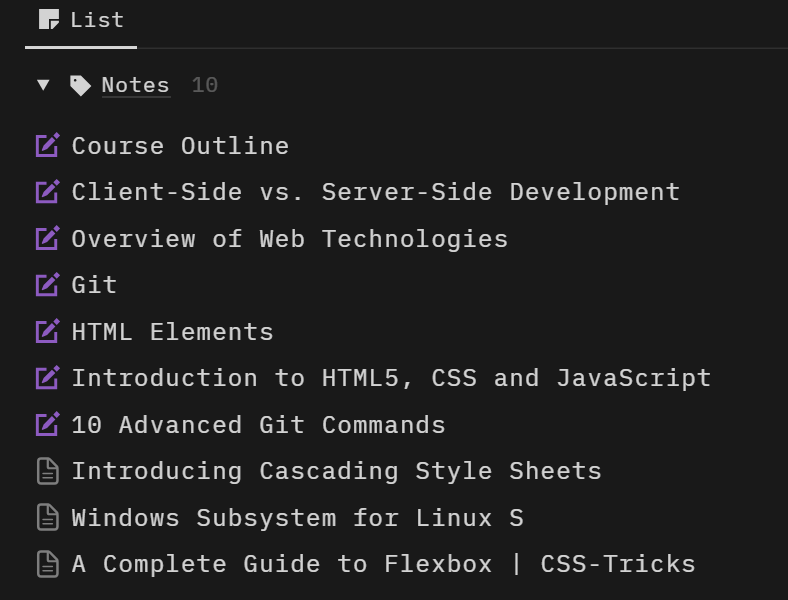 List
Notes 10
Course Outline
Client-Side vs. Server-Side Development
Overview of Web Technologies
Git
HTML Elements
Introduction to HTML5, CSS and JavaScript
10 Advanced Git Commands
Introducing Cascading Style Sheets
Windows Subsystem for Linux S
A Complete Guide to Flexbox | CSS-Tricks